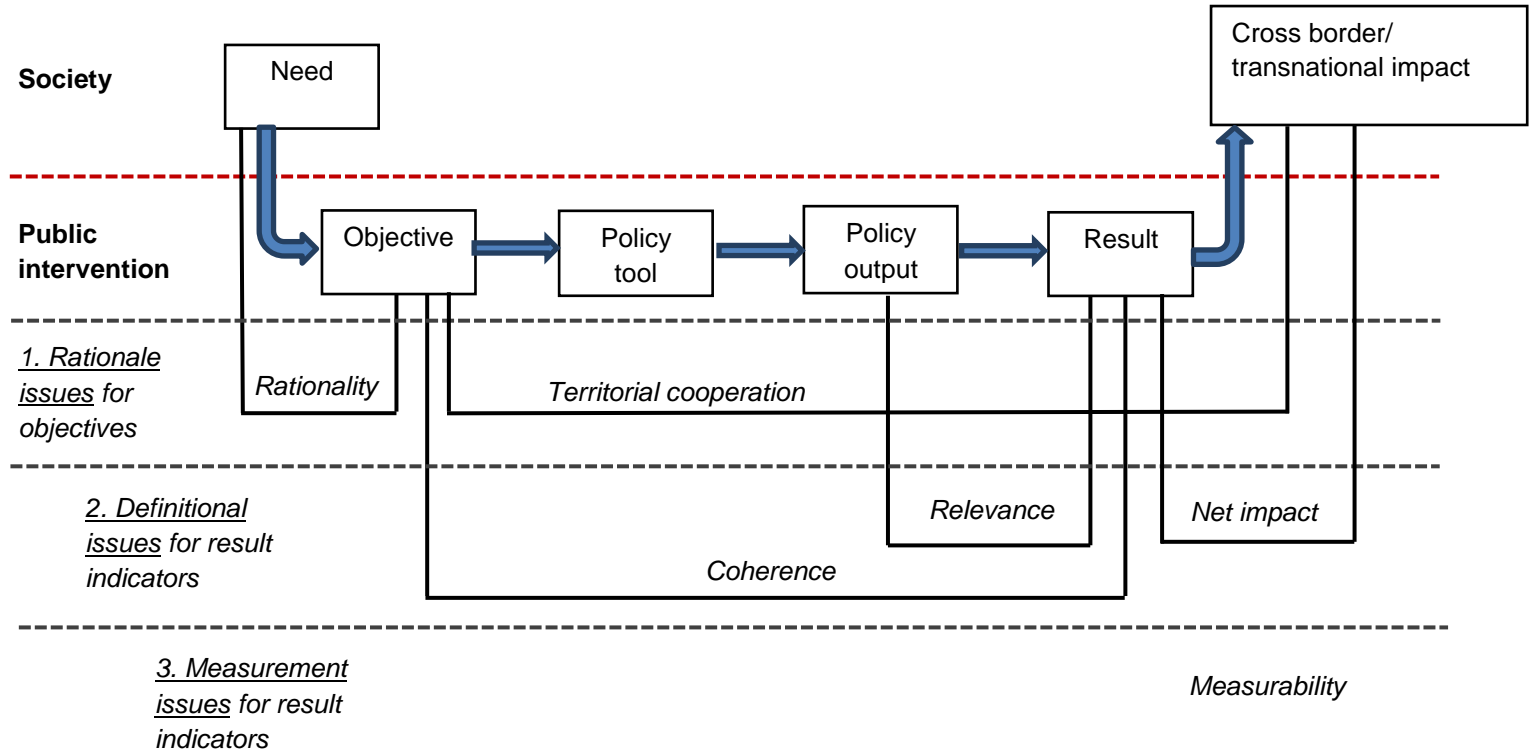 Society
Need
Cross border/
transnational impact
Public
intervention
Objective
Policy
tool
Policy
output
Result
1. Rationale
issues for
objectives
Rationality
Territorial cooperation
2. Definitional
issues for result
indicators
Relevance
Net impact
Coherence
3. Measurement
issues for result
indicators
Measurability